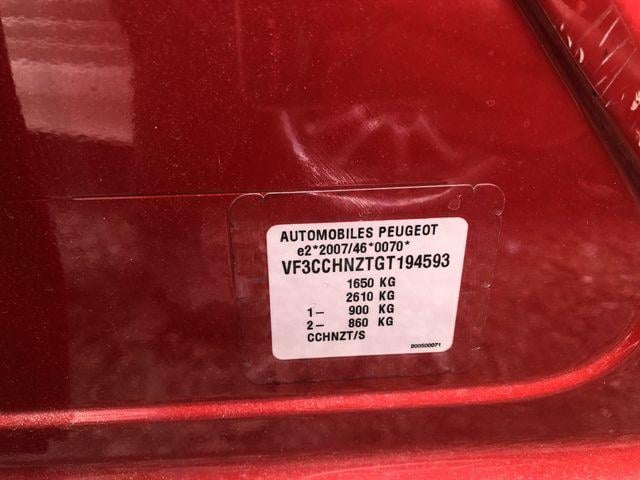 AUTOMOBILES PEUGEOT
e2*2007/46*0070*
VF3CCHNZTGT194593
1650 KG
2610 KG
1- 900 KG
2- 860 KG
CCHNZT/S
200500071